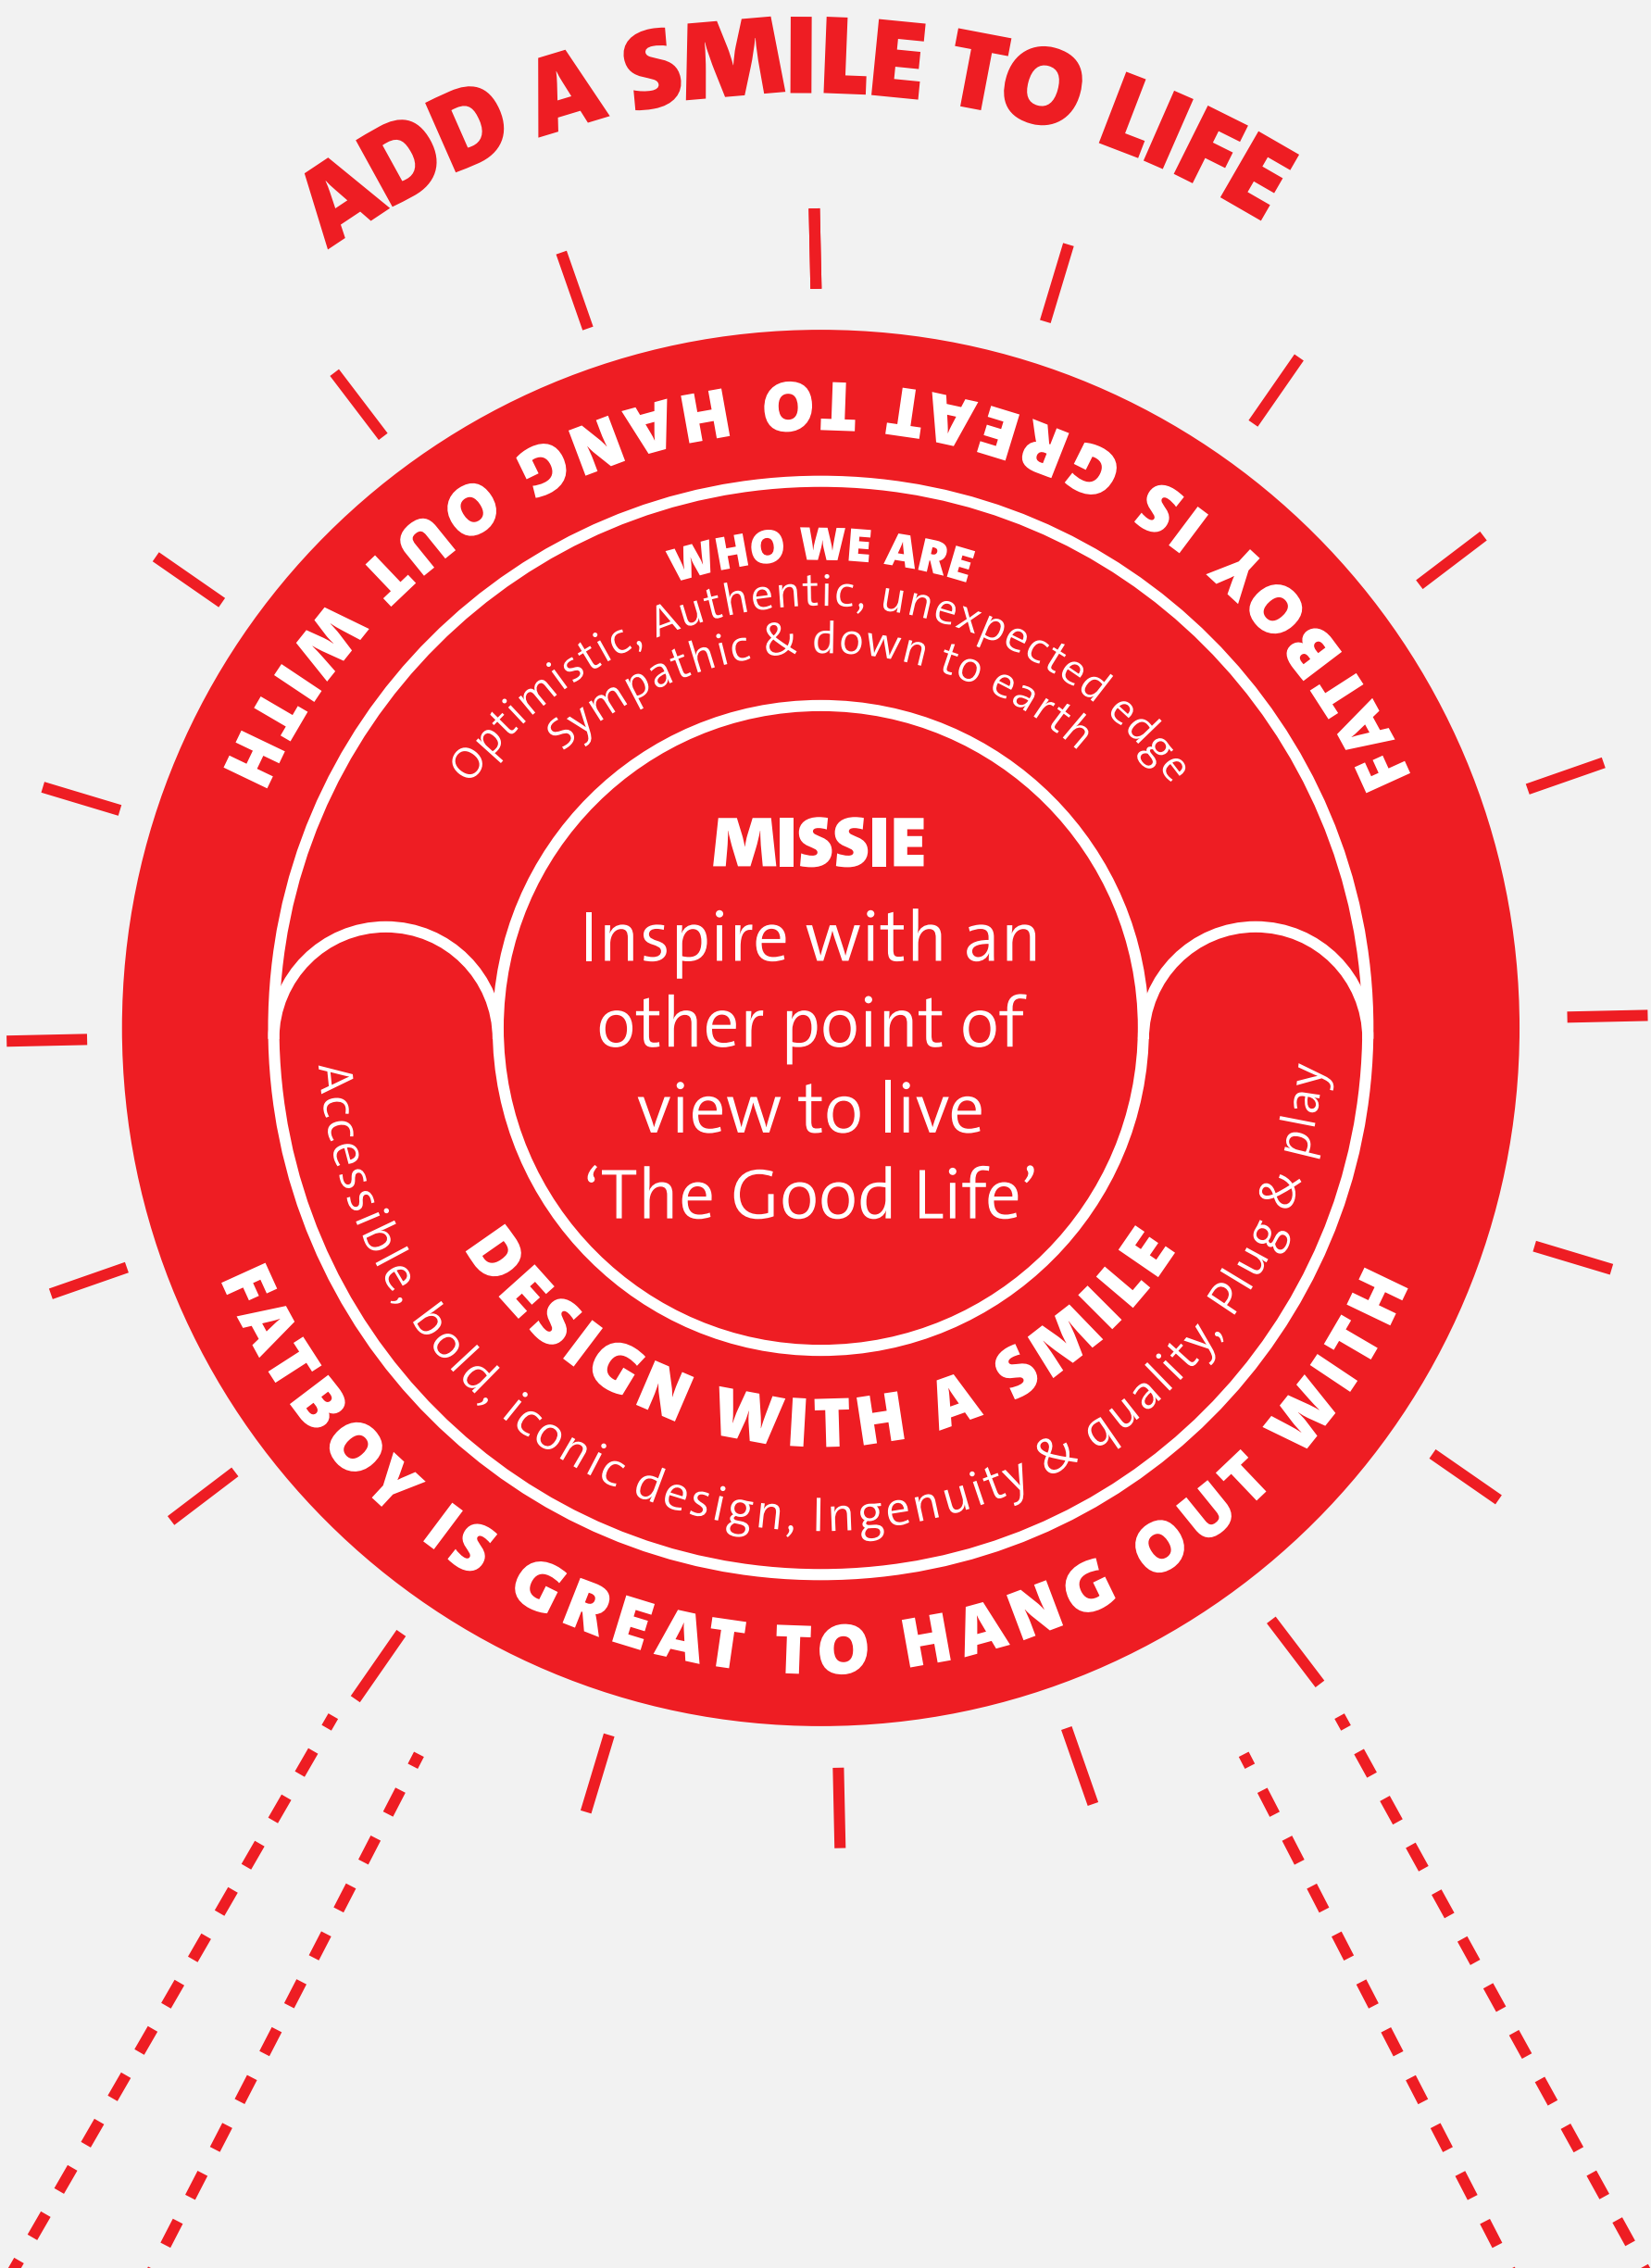 ADD A SMILE TO LIFE
FATBOY IS GREAT TO HANG OUT WITH
WHO WE ARE
Optimistic, Authentic, unexpected edge
Sympathic & down to earth
MISSIE
Inspire with an
other point of
view to live
‘The Good Life’
DESIGN WITH A SMILE
Accessible, bold, iconic design, Ingenuity & quality, Plugg & play
FATBOY IS GREAT TO HANG OUT WITH